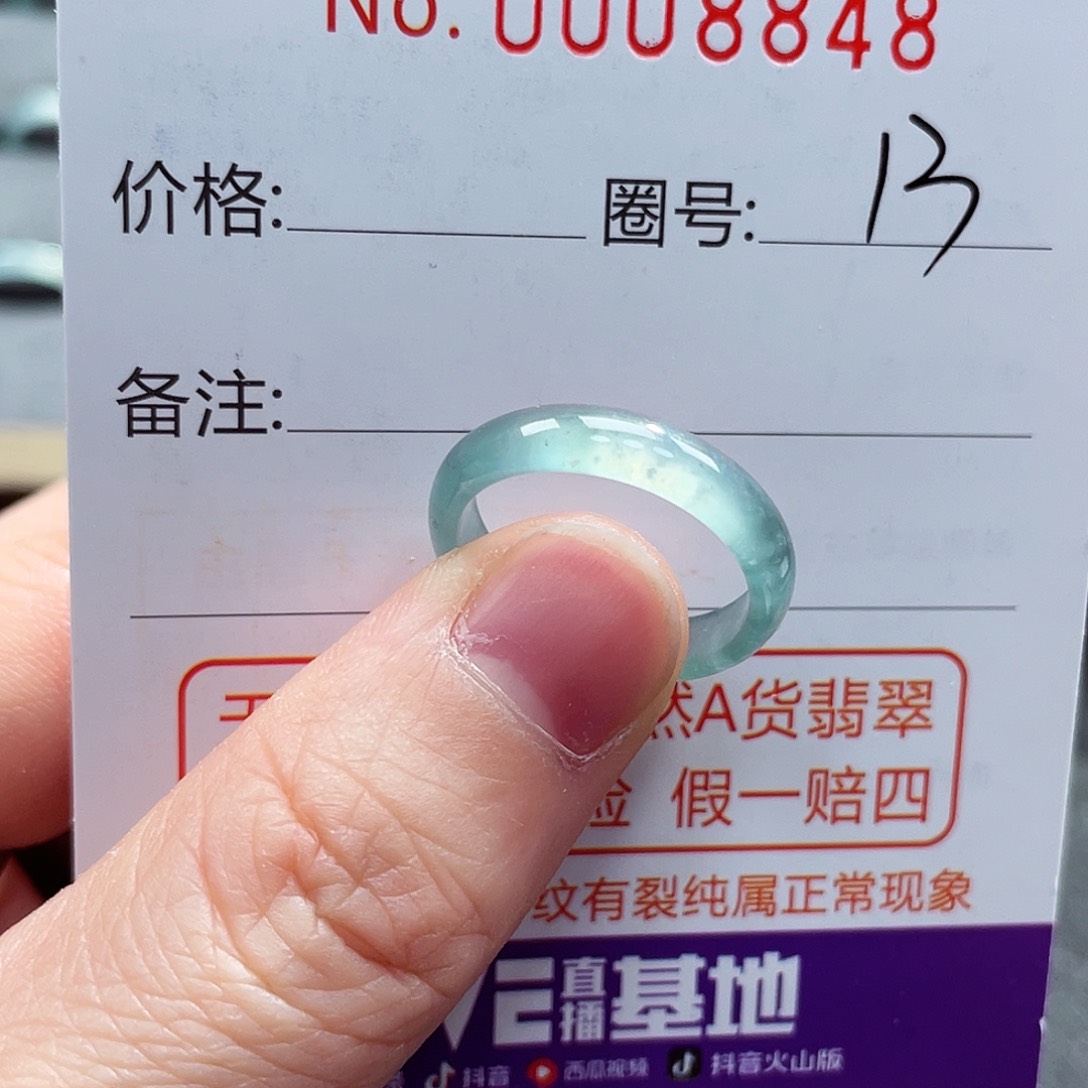 No. 0008848
价格: 圈号: 13
备注:
然A货翡翠
假一赔四
纹有裂纯属正常现象
VE直播基地
抖音 西瓜视频 抖音火山版